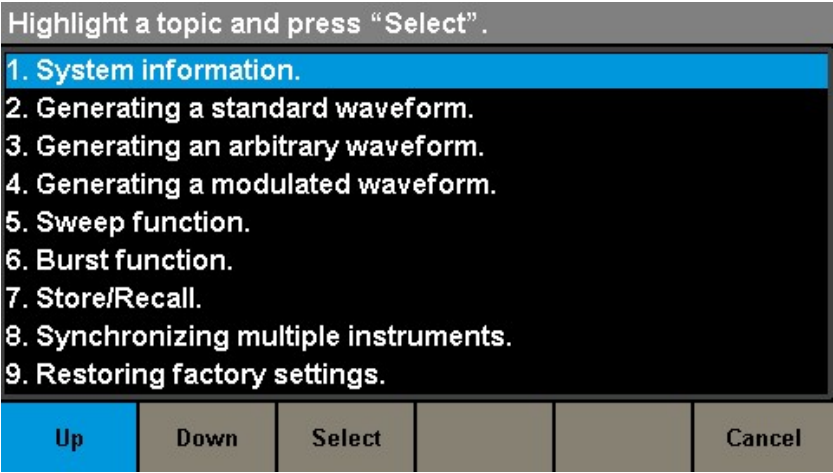 Highlight a topic and press “Select”.
1. System information.
2. Generating a standard waveform.
3. Generating an arbitrary waveform.
4. Generating a modulated waveform.
5. Sweep function.
6. Burst function.
7. Store/Recall.
8. Synchronizing multiple instruments.
9. Restoring factory settings.
Up Down Select Cancel